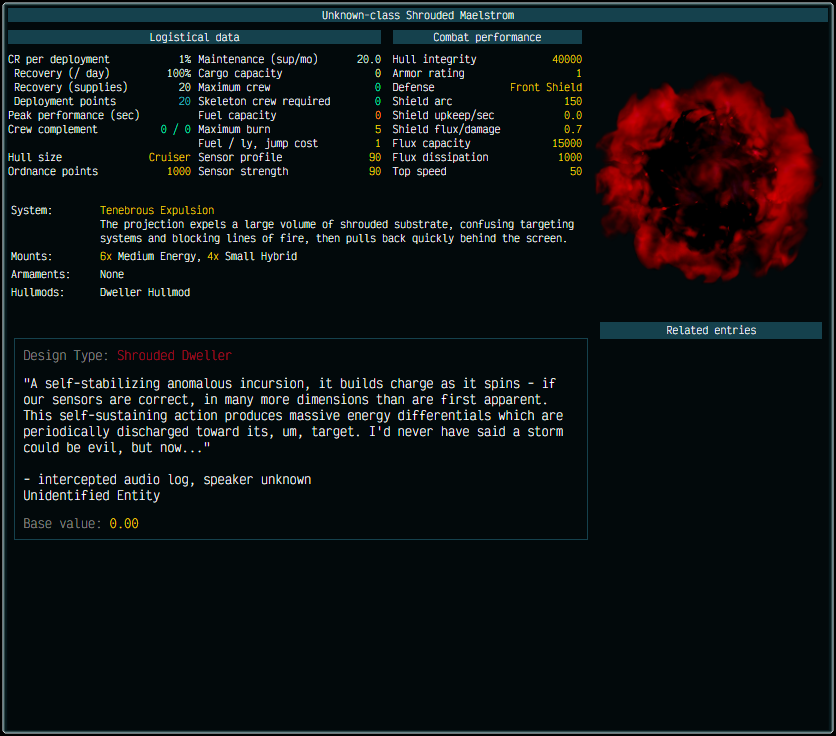 Unknown-class Shrouded Maelstrom
Logistical data
CR per deployment 1% Maintenance (sup/mo) 20.0
Recovery (/ day) 100% Cargo capacity 0
Recovery (supplies) 20 Maximum crew 0
Deployment points 20 Skeleton crew required 0
Peak performance (sec) Fuel capacity 0
Crew complement 0 / 0 Maximum burn 5
Fuel / ly, jump cost 1
Hull size Cruiser Sensor profile 90
Ordnance points 1000 Sensor strength 90
Combat performance
Hull integrity 40000
Armor rating 1
Defense Front Shield
Shield arc 150
Shield upkeep/sec 0.0
Shield flux/damage 0.7
Flux capacity 15000
Flux dissipation 1000
Top speed 50
System: Tenebrous Expulsion
The projection expels a large volume of shrouded substrate, confusing targeting
systems and blocking lines of fire, then pulls back quickly behind the screen.
Mounts: 6x Medium Energy, 4x Small Hybrid
Armaments: None
Hullmods: Dweller Hullmod
Related entries
Design Type: Shrouded Dweller
"A self-stabilizing anomalous incursion, it builds charge as it spins - if
our sensors are correct, in many more dimensions than are first apparent.
This self-sustaining action produces massive energy differentials which are
periodically discharged toward its, um, target. I'd never have said a storm
could be evil, but now..."
- intercepted audio log, speaker unknown
Unidentified Entity
Base value: 0.00